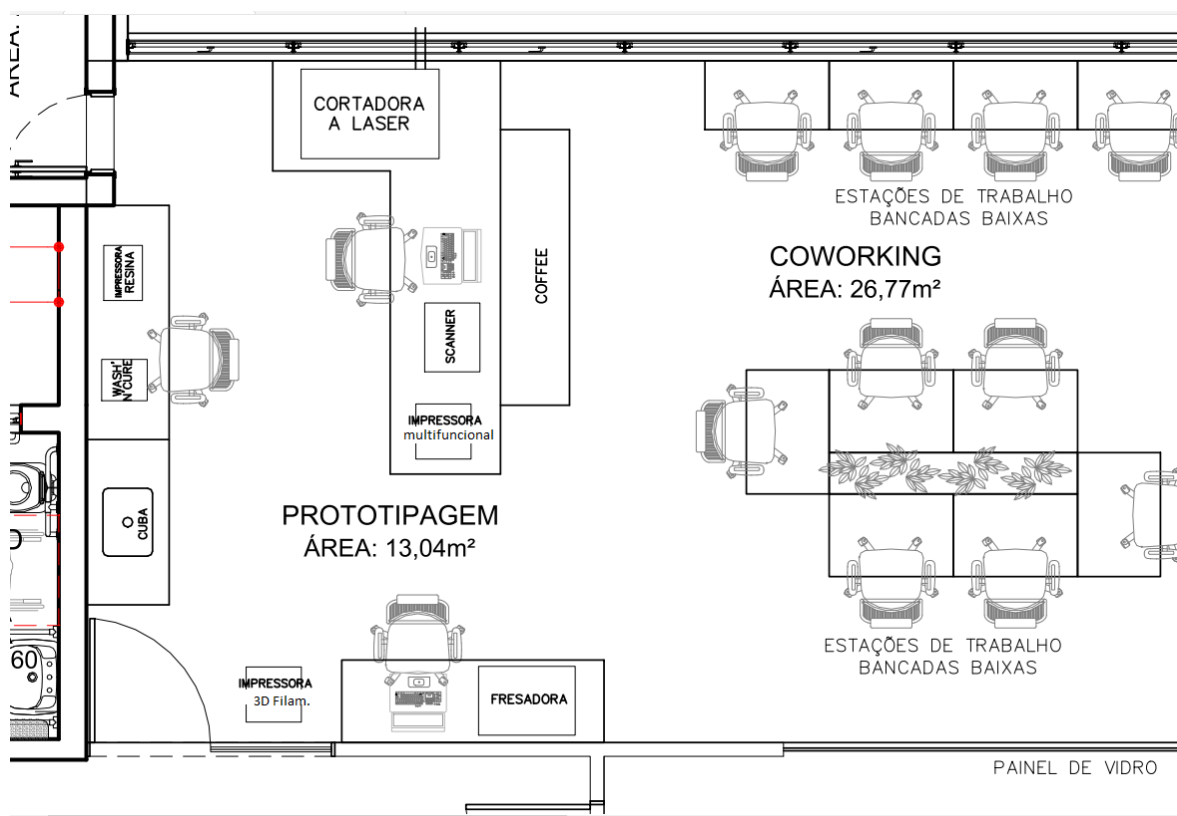 ÁREA:
CORTADORA
A LASER
ESTAÇÕES DE TRABALHO
BANCADAS BAIXAS
COWORKING
ÁREA: 26,77m²
IMPRESSORA
RESINA
COFFEE
SCANNER
WASH'
N'CURE
IMPRESSORA
multifuncional
PROTOTIPAGEM
ÁREA: 13,04m²
CUBA
ESTAÇÕES DE TRABALHO
BANCADAS BAIXAS
60
IMPRESSORA
3D Filam.
FRESADORA
PAINEL DE VIDRO